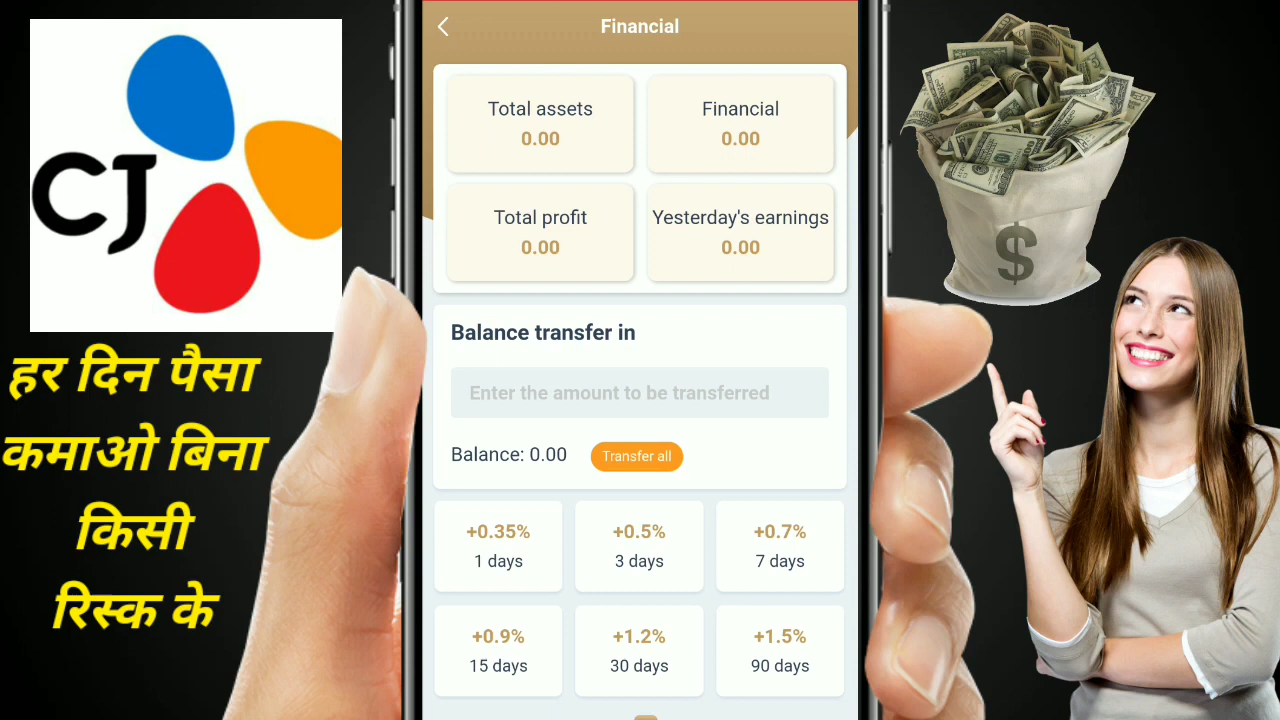 CJ
हर दिन पैसा
कमाओ बिना
किसी
रिस्क के
Financial
Total assets
0.00
Financial
0.00
Total profit
0.00
Yesterday's earnings
0.00
Balance transfer in
Enter the amount to be transferred
Balance: 0.00
Transfer all
+0.35%
1 days
+0.5%
3 days
+0.7%
7 days
+0.9%
15 days
+1.2%
30 days
+1.5%
90 days
$